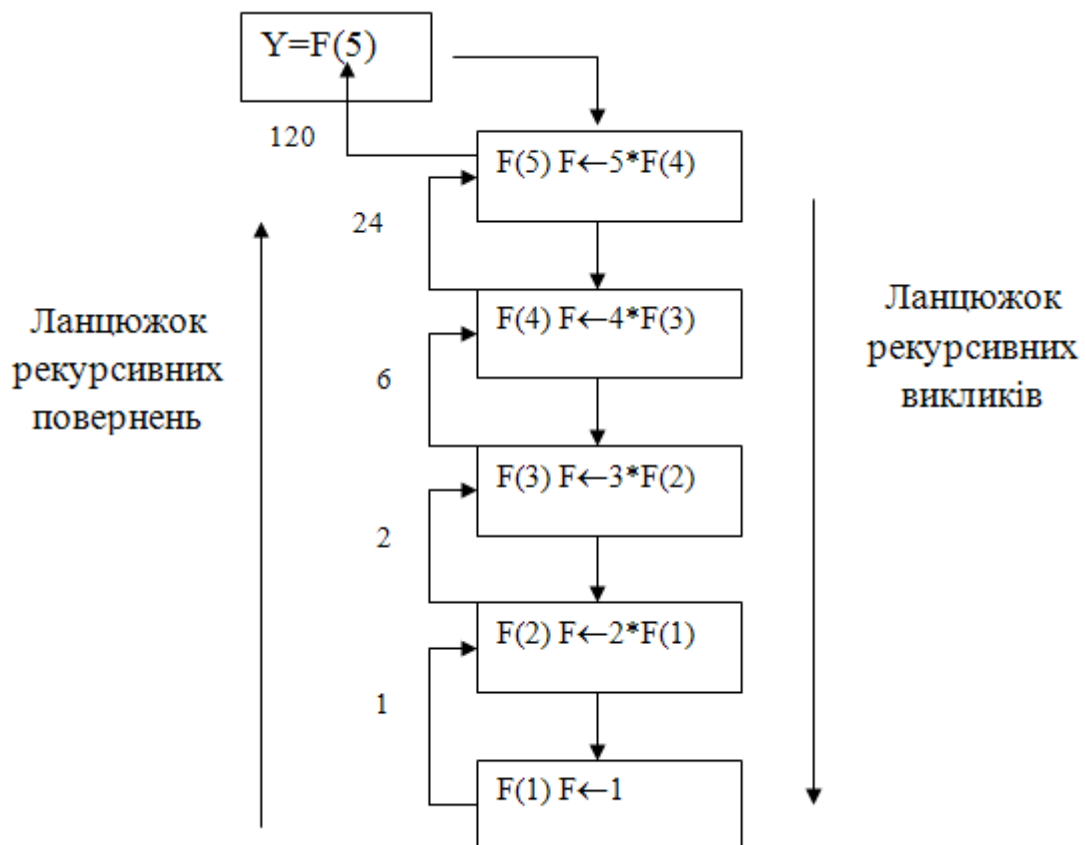 Y=F(5)
120
F(5) F←5*F(4)
24
F(4) F←4*F(3)
6
F(3) F←3*F(2)
2
F(2) F←2*F(1)
1
F(1) F←1
Ланцюжок
рекурсивних
повернень
Ланцюжок
рекурсивних
викликів